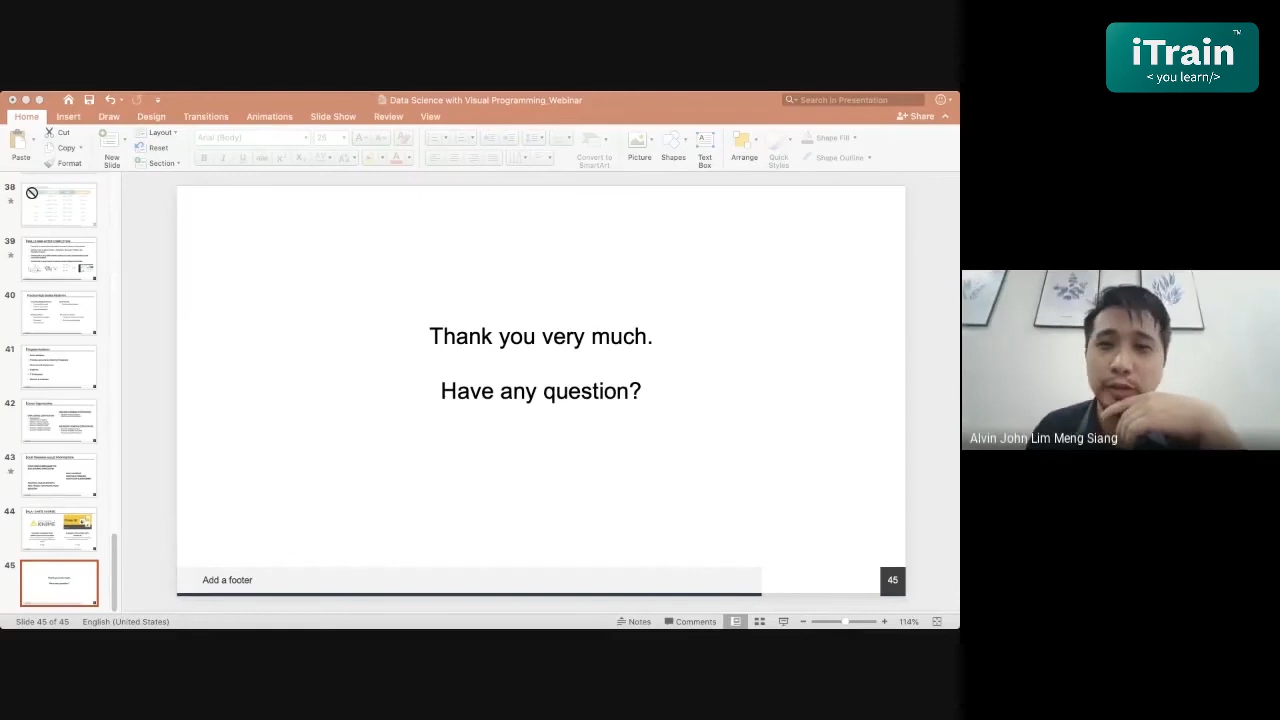 iTrain™
< you learn/>
Data Science with Visual Programming_Webinar
Search in Presentation
Home Insert Draw Design Transitions Animations Slide Show Review View
Share
Paste
Cut
Copy
Format
New Slide
Layout
Reset
Section
Arial (Body) 28
Convert to SmartArt
Picture
Shapes
Text Box
Arrange
Quick Styles
Shape Fill
Shape Outline
38
39
40
41
42
43
44
45
Thank you very much.
Have any question?
Add a footer
45
Alvin John Lim Meng Siang
Slide 45 of 45 English (United States) Notes Comments 114%